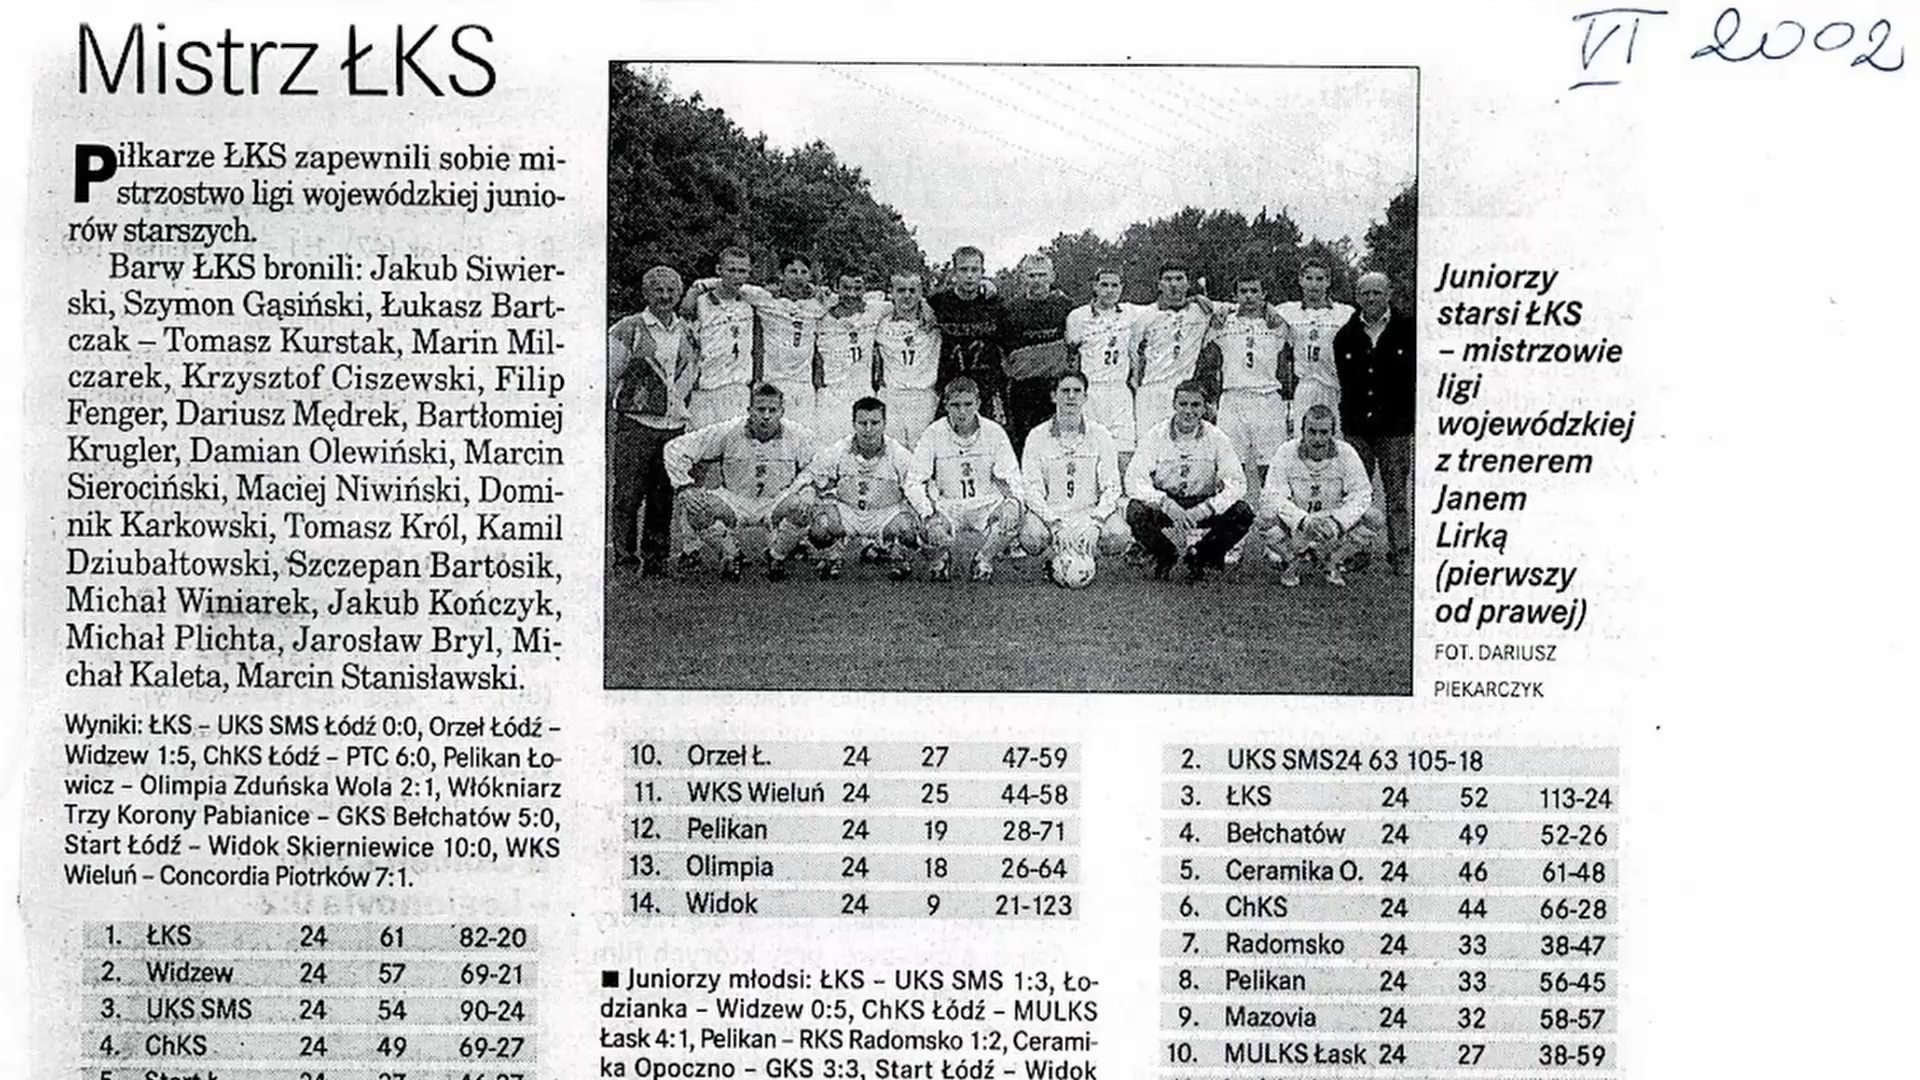 Mistrz ŁKS
VI 2002
Piłkarze ŁKS zapewnili sobie mi-
strzostwo ligi wojewódzkiej junio-
rów starszych.
Barw ŁKS bronili: Jakub Siwier-
ski, Szymon Gąsiński, Łukasz Bart-
czak – Tomasz Kurstak, Marin Mil-
czarek, Krzysztof Ciszewski, Filip
Fenger, Dariusz Mędrek, Bartłomiej
Krugler, Damian Olewiński, Marcin
Sierociński, Maciej Niwiński, Domi-
nik Karkowski, Tomasz Król, Kamil
Dziubałtowski, Szczepan Bartosik,
Michał Winiarek, Jakub Kończyk,
Michał Plichta, Jarosław Bryl, Mi-
chał Kaleta, Marcin Stanisławski.
Wyniki: ŁKS – UKS SMS Łódź 0:0, Orzeł Łódź –
Widzew 1:5, ChKS Łódź – PTC 6:0, Pelikan Ło-
wicz – Olimpia Zduńska Wola 2:1, Włókniarz
Trzy Korony Pabianice – GKS Bełchatów 5:0,
Start Łódź – Widok Skierniewice 10:0, WKS
Wieluń – Concordia Piotrków 7:1.
1. ŁKS 24 61 82-20
2. Widzew 24 57 69-21
3. UKS SMS 24 54 90-24
4. ChKS 24 49 69-27
4
11
17
12
20
3
18
7
13
9
10
Juniorzy
starsi ŁKS
– mistrzowie
ligi
wojewódzkiej
z trenerem
Janem
Lirką
(pierwszy
od prawej)
FOT. DARIUSZ
PIEKARCZYK
10. Orzeł Ł. 24 27 47-59
11. WKS Wieluń 24 25 44-58
12. Pelikan 24 19 28-71
13. Olimpia 24 18 26-64
14. Widok 24 9 21-123
■ Juniorzy młodsi: ŁKS – UKS SMS 1:3, Ło-
dzianka – Widzew 0:5, ChKS Łódź – MULKS
Łask 4:1, Pelikan – RKS Radomsko 1:2, Cerami-
ka Opoczno – GKS 3:3, Start Łódź – Widok
2. UKS SMS24 63 105-18
3. ŁKS 24 52 113-24
4. Bełchatów 24 49 52-26
5. Ceramika O. 24 46 61-48
6. ChKS 24 44 66-28
7. Radomsko 24 33 38-47
8. Pelikan 24 33 56-45
9. Mazovia 24 32 58-57
10. MULKS Łask 24 27 38-59